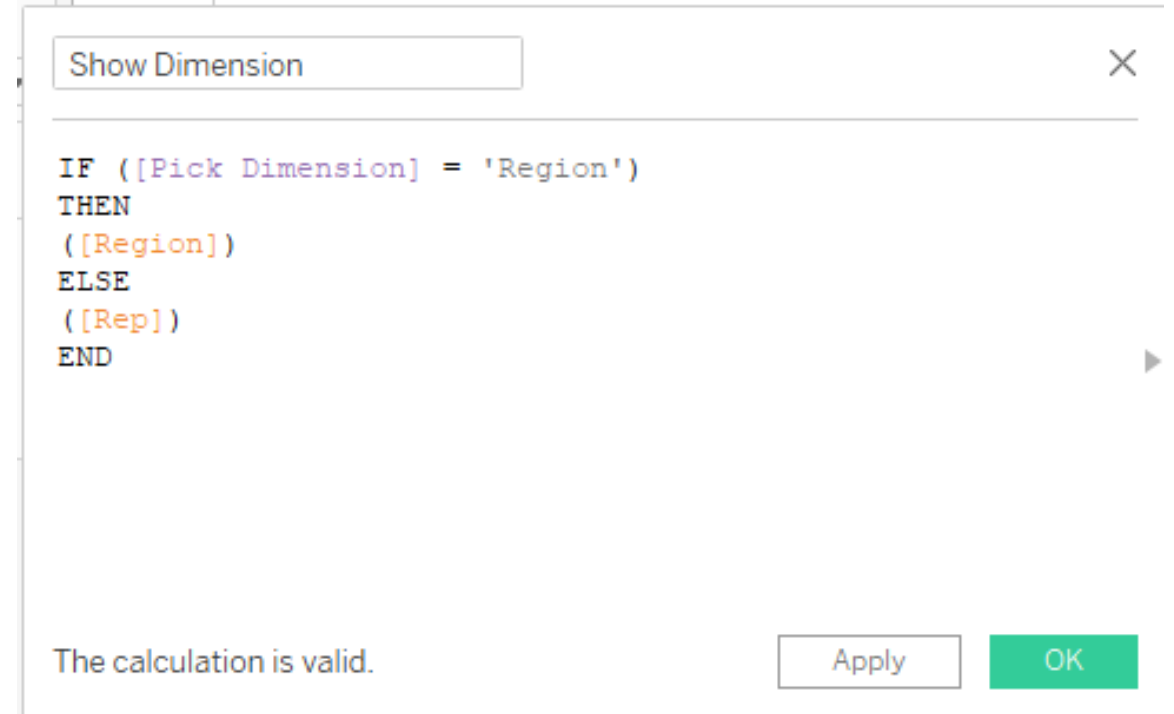 Show Dimension
IF ([Pick Dimension] = 'Region')
THEN
([Region])
ELSE
([Rep])
END
The calculation is valid.
Apply
OK